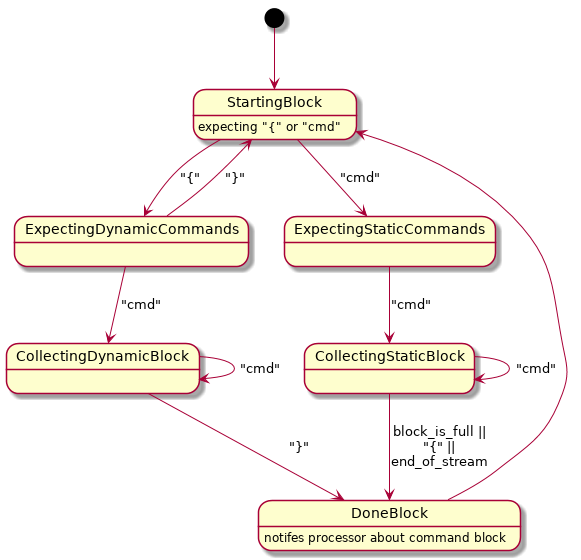 StartingBlock
expecting "{" or "cmd"
"{"
"}"
"cmd"
ExpectingDynamicCommands
ExpectingStaticCommands
"cmd"
"cmd"
CollectingDynamicBlock
"cmd"
CollectingStaticBlock
"cmd"
"}"
block_is_full ||
"{" ||
end_of_stream
DoneBlock
notifes processor about command block